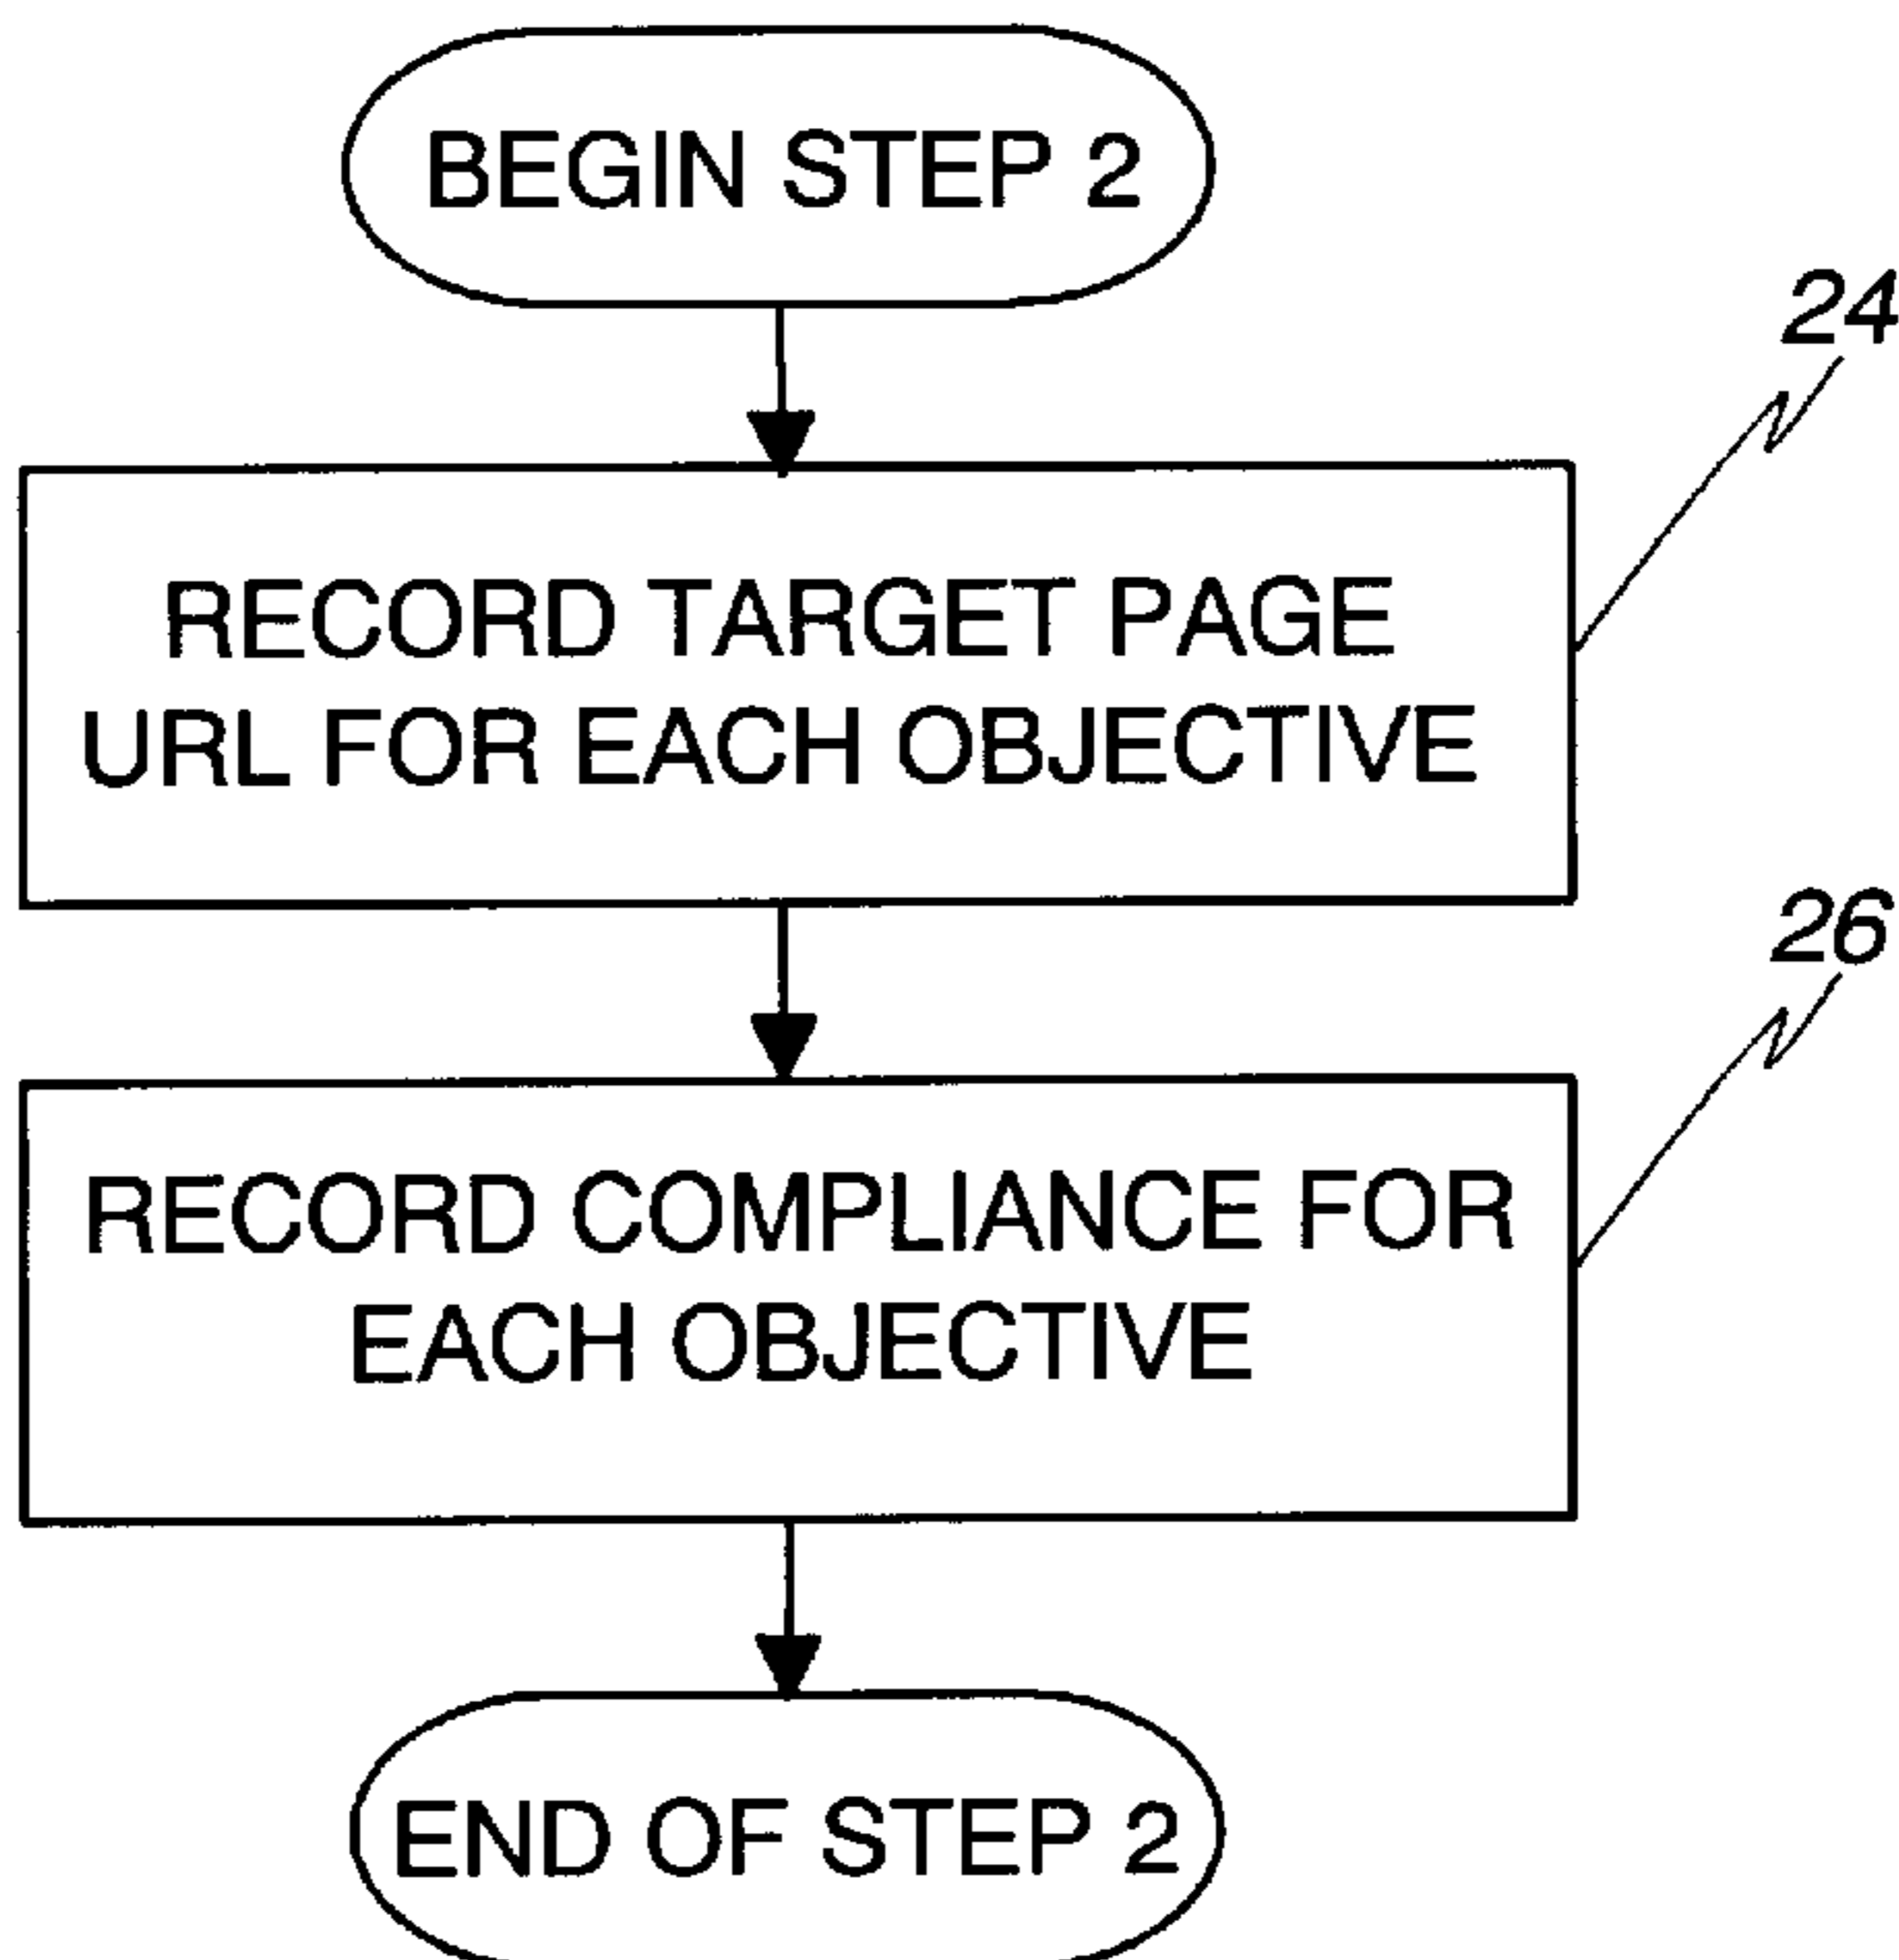 BEGIN STEP 2
24
RECORD TARGET PAGE
URL FOR EACH OBJECTIVE
26
RECORD COMPLIANCE FOR
EACH OBJECTIVE
END OF STEP 2